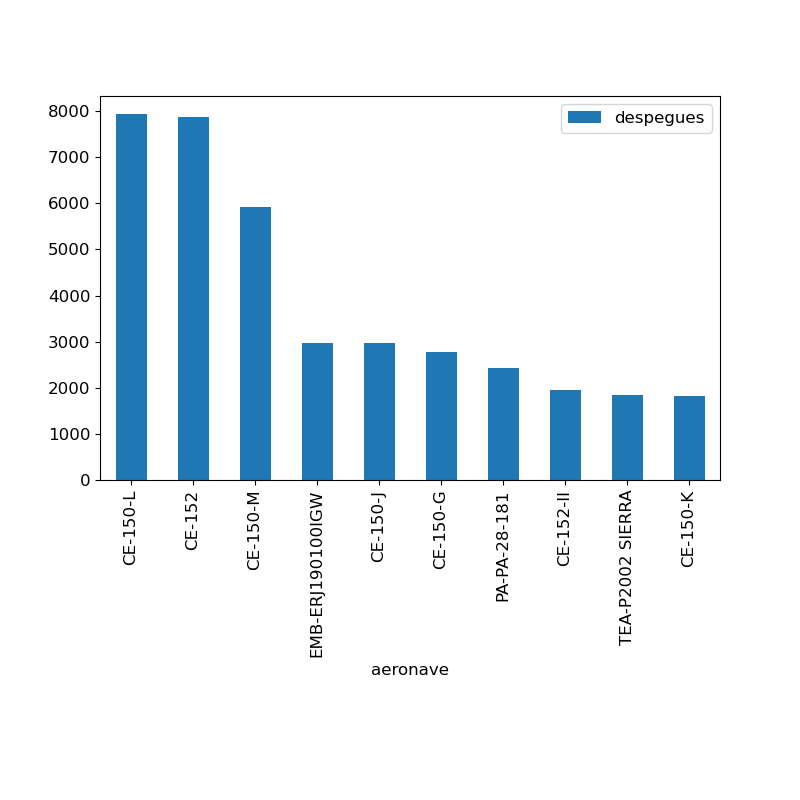 despegues
8000
7000
6000
5000
4000
3000
2000
1000
0
CE-150-L
CE-152
CE-150-M
EMB-ERJ190100IGW
CE-150-J
CE-150-G
PA-PA-28-181
CE-152-II
TEA-P2002 SIERRA
CE-150-K
aeronave